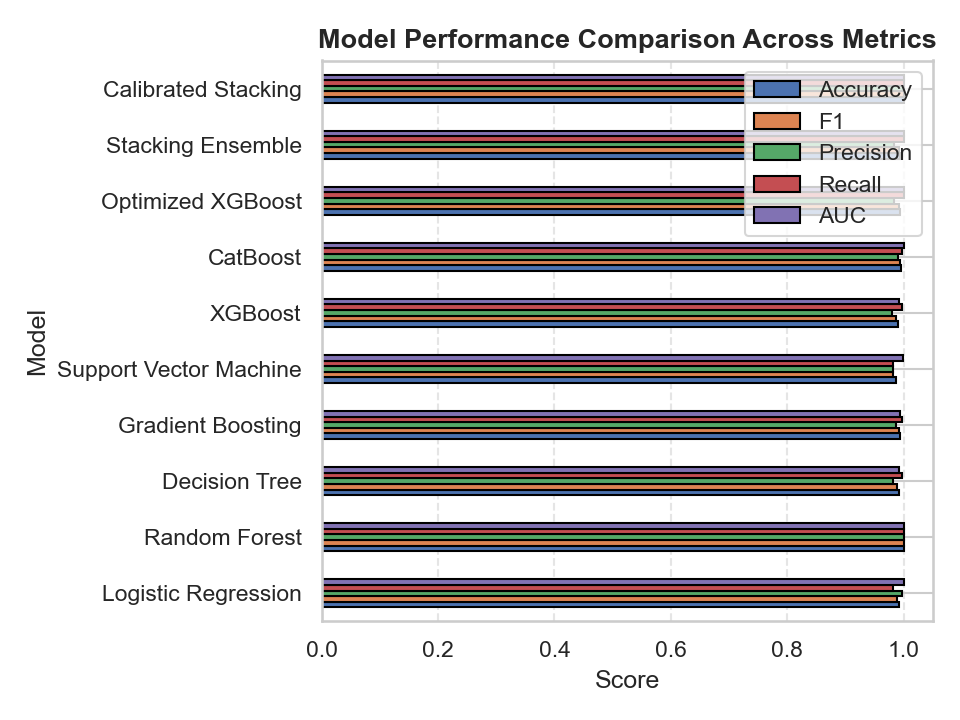 Model Performance Comparison Across Metrics
Calibrated Stacking
Stacking Ensemble
Optimized XGBoost
CatBoost
XGBoost
Support Vector Machine
Gradient Boosting
Decision Tree
Random Forest
Logistic Regression
Model
Accuracy
F1
Precision
Recall
AUC
0.0 0.2 0.4 0.6 0.8 1.0
Score